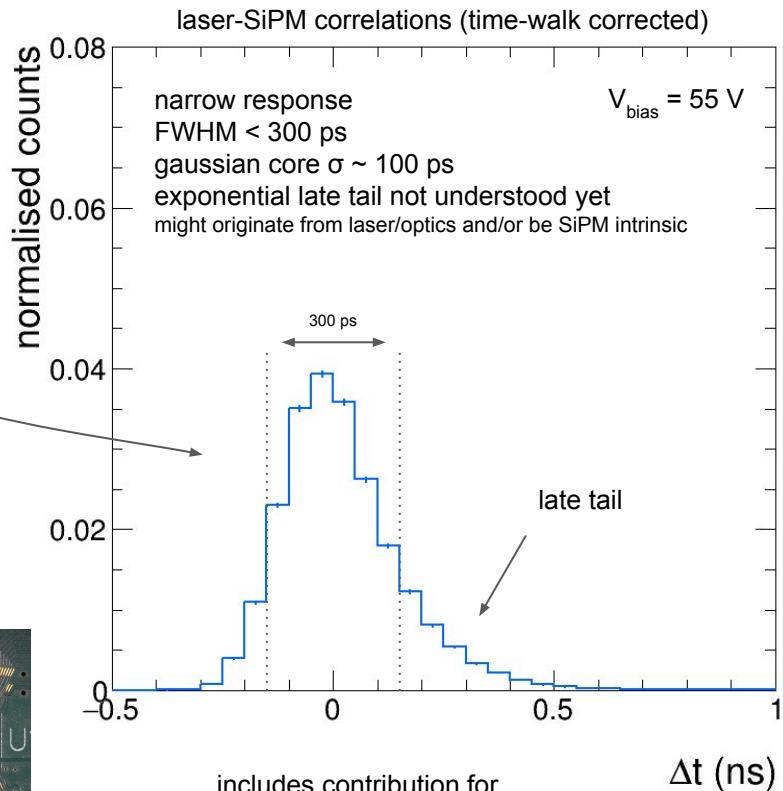 laser-SiPM correlations (time-walk corrected)
normalised counts
0.08
0.06
0.04
0.02
0
narrow response
FWHM < 300 ps
gaussian core σ ~ 100 ps
exponential late tail not understood yet
might originate from laser/optics and/or be SiPM intrinsic
V_bias = 55 V
300 ps
late tail
−0.5
0
0.5
1
Δt (ns)
includes contribution for